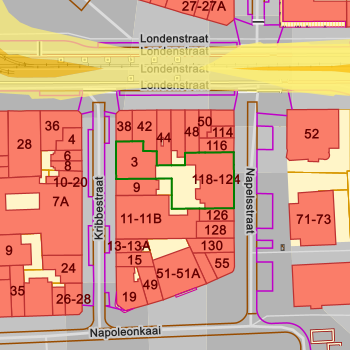 27-27A
Londenstraat
Londenstraat
Londenstraat
Londenstraat
36
38
42
48
50
52
4
44
114
28
116
6
3
8
10-20
118-124
7A
9
Kribbestraat
Napelsstraat
11-11B
126
71-73
128
9
13-13A
130
24
15
55
51-51A
35
49
26-28
19
Napoleonkaai